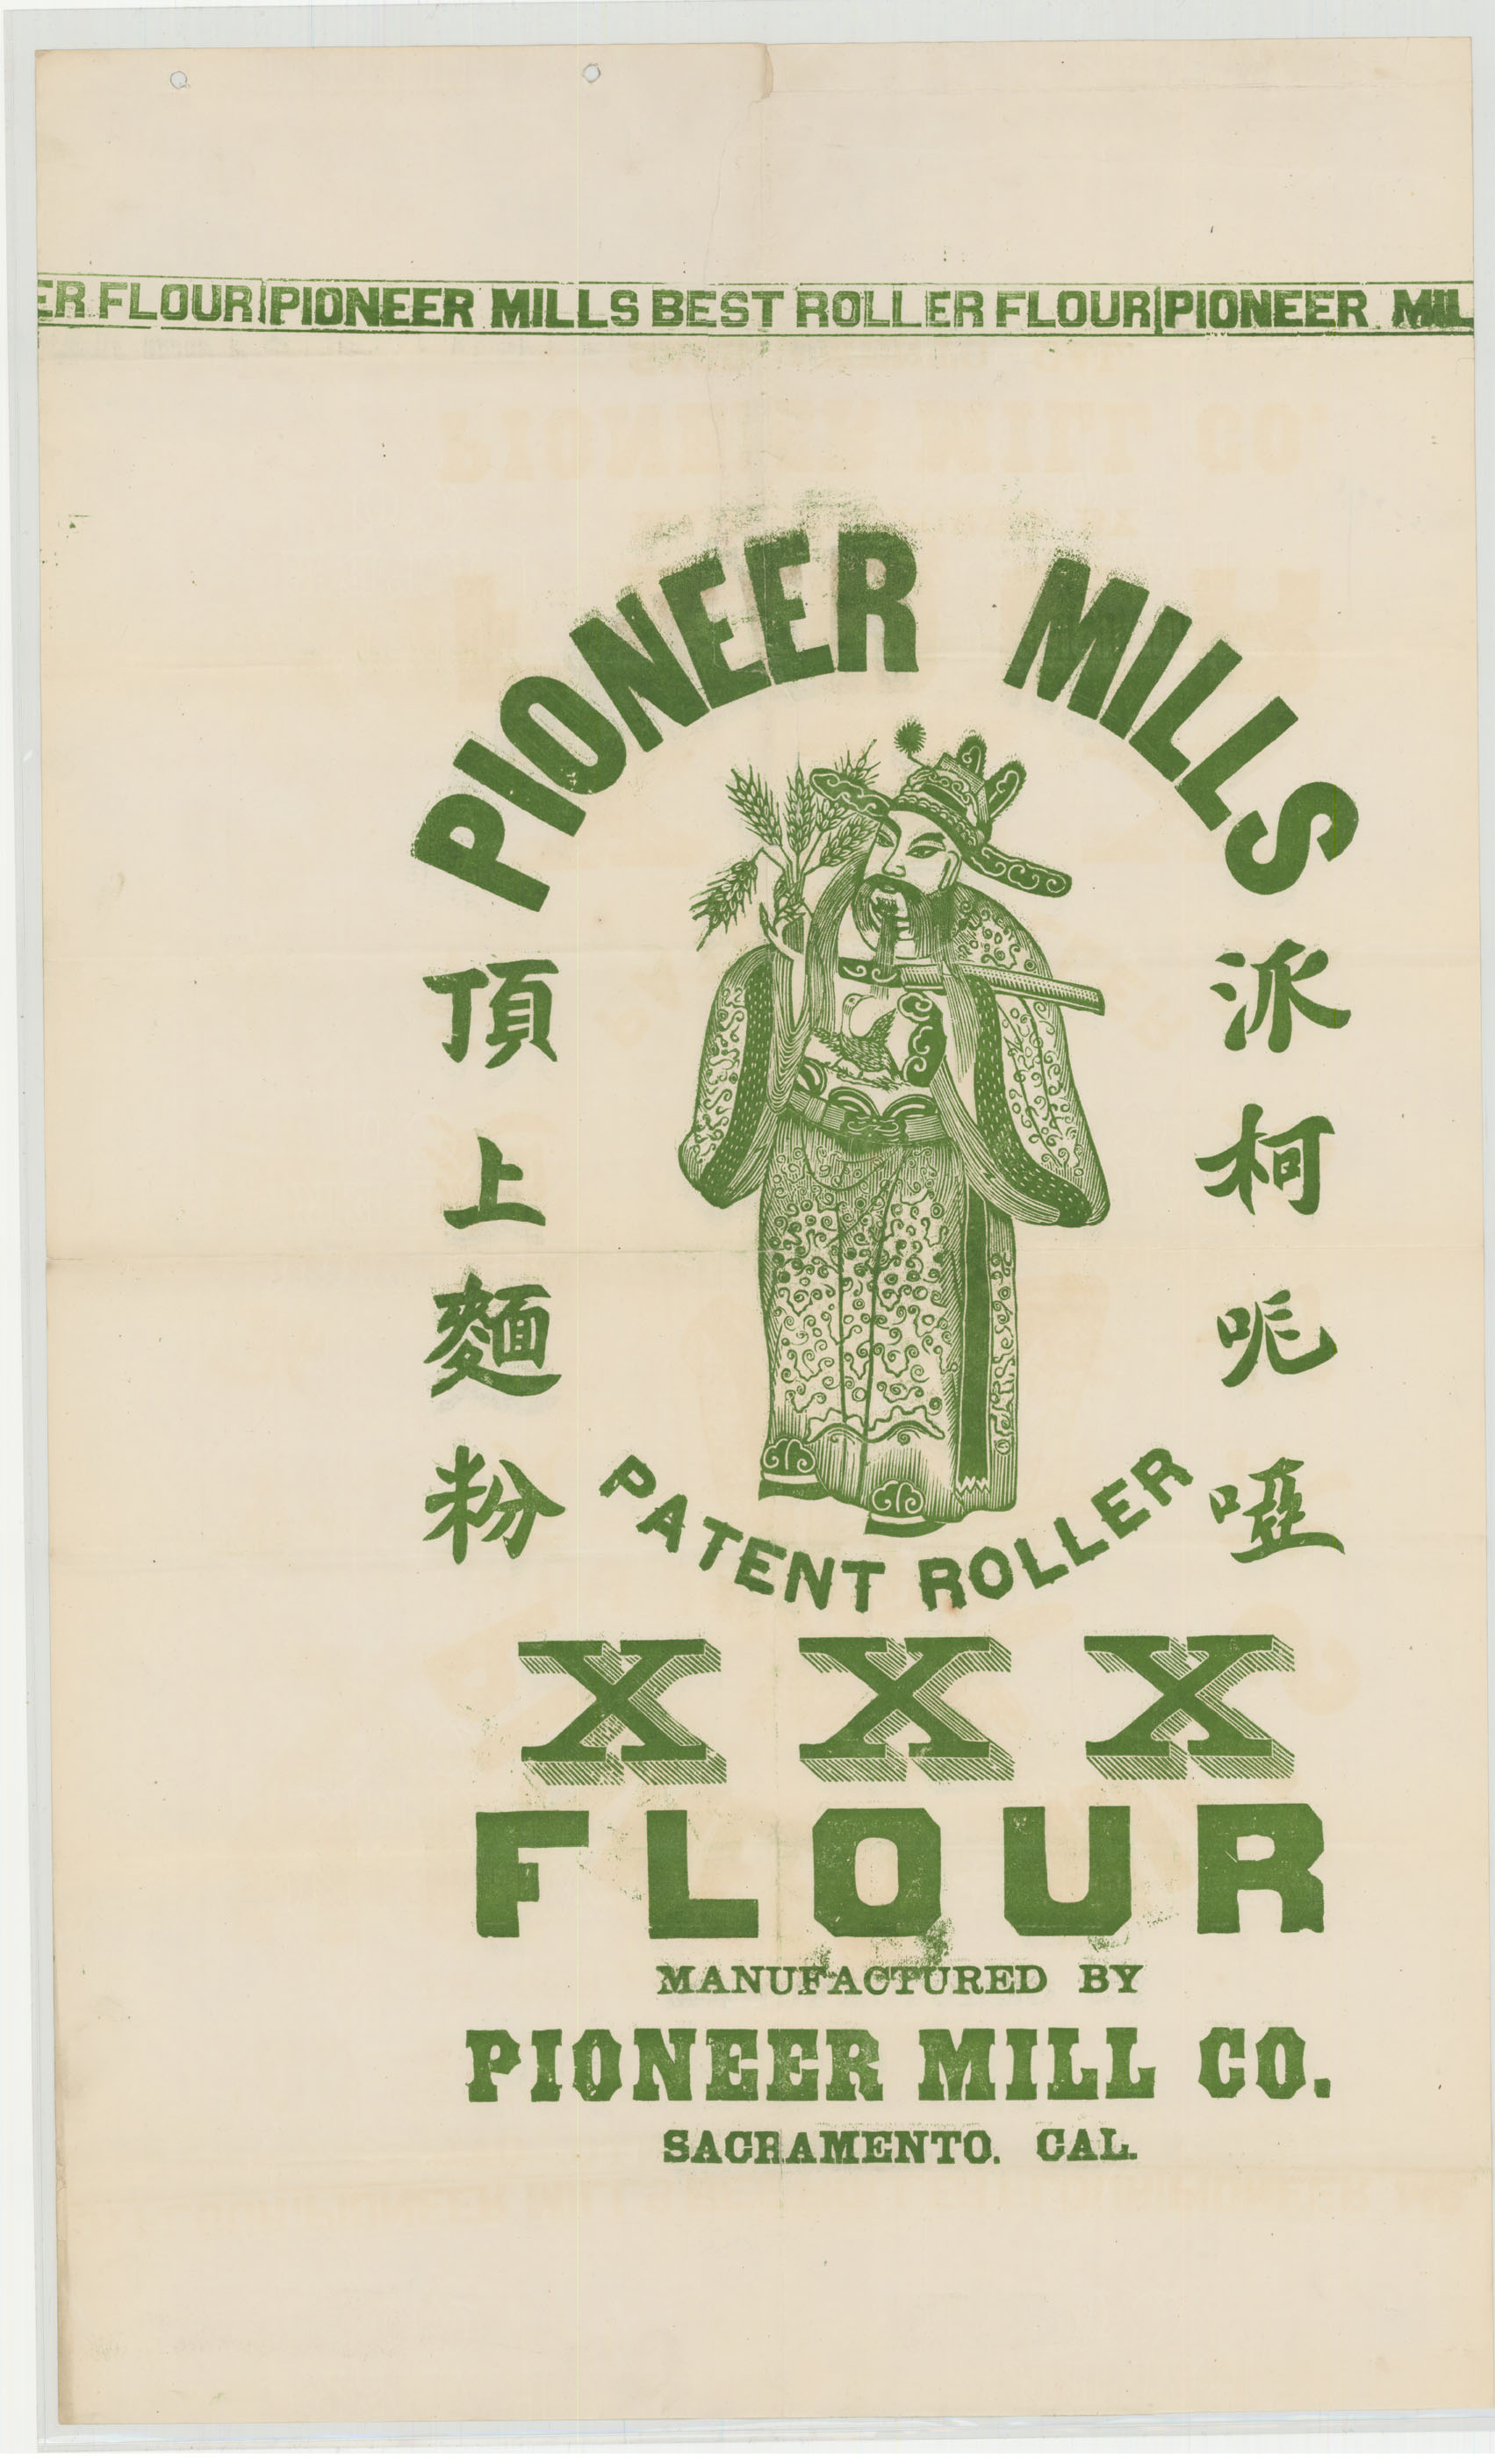 ER FLOUR|PIONEER MILLS BEST ROLLER FLOUR|PIONEER MIL
PIONEER MILLS
派柯呢啞
頂上麵粉
PATENT ROLLER
XXX
FLOUR
MANUFACTURED BY
PIONEER MILL CO.
SACRAMENTO. CAL.